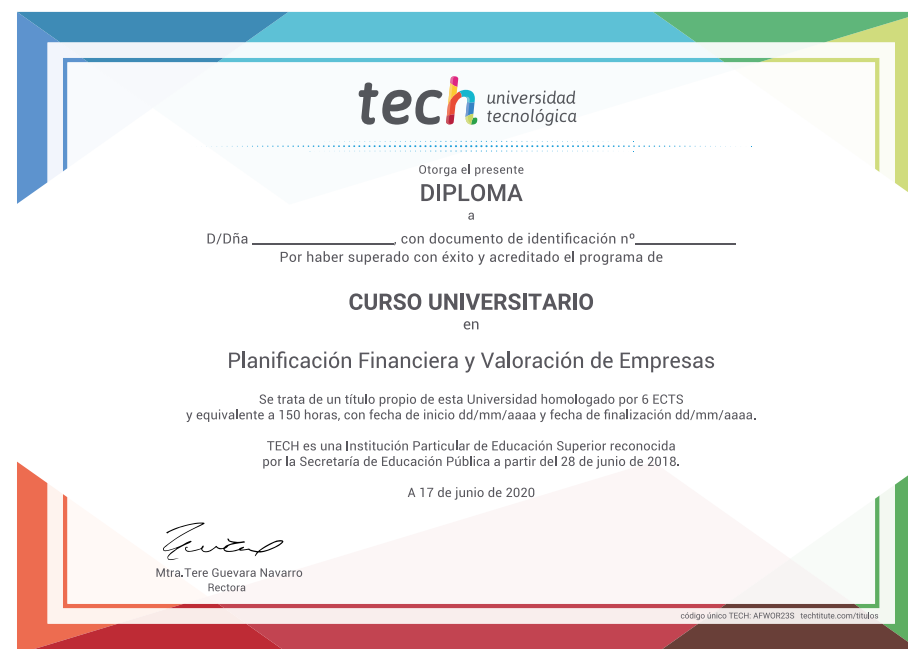 tech universidad
tecnológica
Otorga el presente
DIPLOMA
a
D/Dña ____________________, con documento de identificación nº______________
Por haber superado con éxito y acreditado el programa de
CURSO UNIVERSITARIO
en
Planificación Financiera y Valoración de Empresas
Se trata de un título propio de esta Universidad homologado por 6 ECTS
y equivalente a 150 horas, con fecha de inicio dd/mm/aaaa y fecha de finalización dd/mm/aaaa.
TECH es una Institución Particular de Educación Superior reconocida
por la Secretaría de Educación Pública a partir del 28 de junio de 2018.
A 17 de junio de 2020
Mtra.Tere Guevara Navarro
Rectora
código único TECH: AFWOR23S techtitute.com/titulos